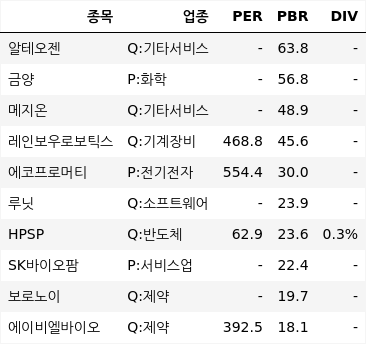 종목 업종 PER PBR DIV
알테오젠 Q:기타서비스 - 63.8 -
금양 P:화학 - 56.8 -
메지온 Q:기타서비스 - 48.9 -
레인보우로보틱스 Q:기계장비 468.8 45.6 -
에코프로머티 P:전기전자 554.4 30.0 -
루닛 Q:소프트웨어 - 23.9 -
HPSP Q:반도체 62.9 23.6 0.3%
SK바이오팜 P:서비스업 - 22.4 -
보로노이 Q:제약 - 19.7 -
에이비엘바이오 Q:제약 392.5 18.1 -